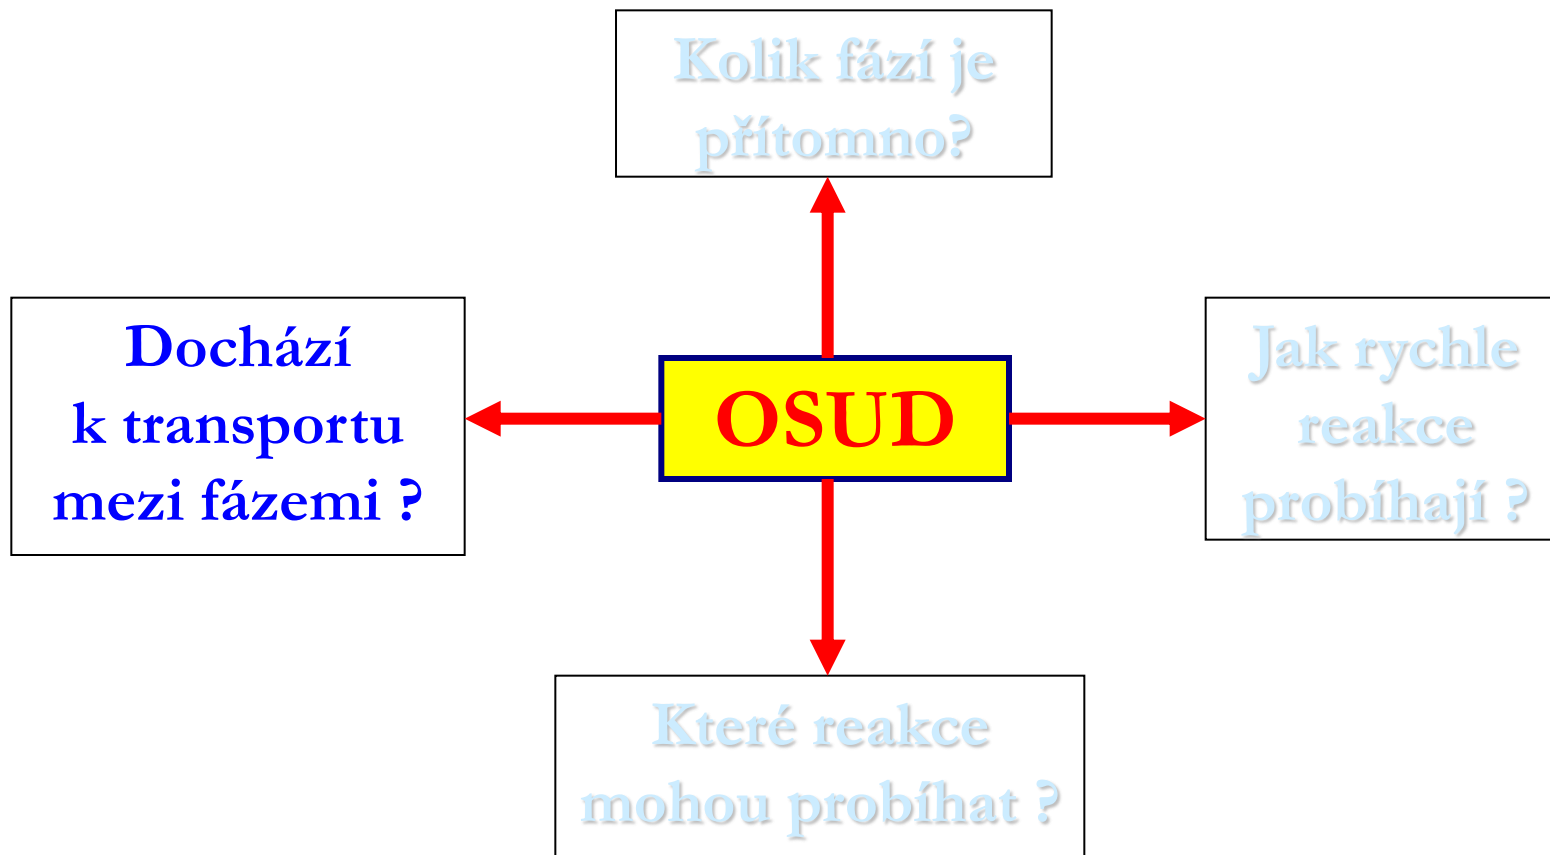 Kolik fází je
přítomno?
Dochází
k transportu
mezi fázemi ?
OSUD
Jak rychle
reakce
probíhají ?
Které reakce
mohou probíhat ?